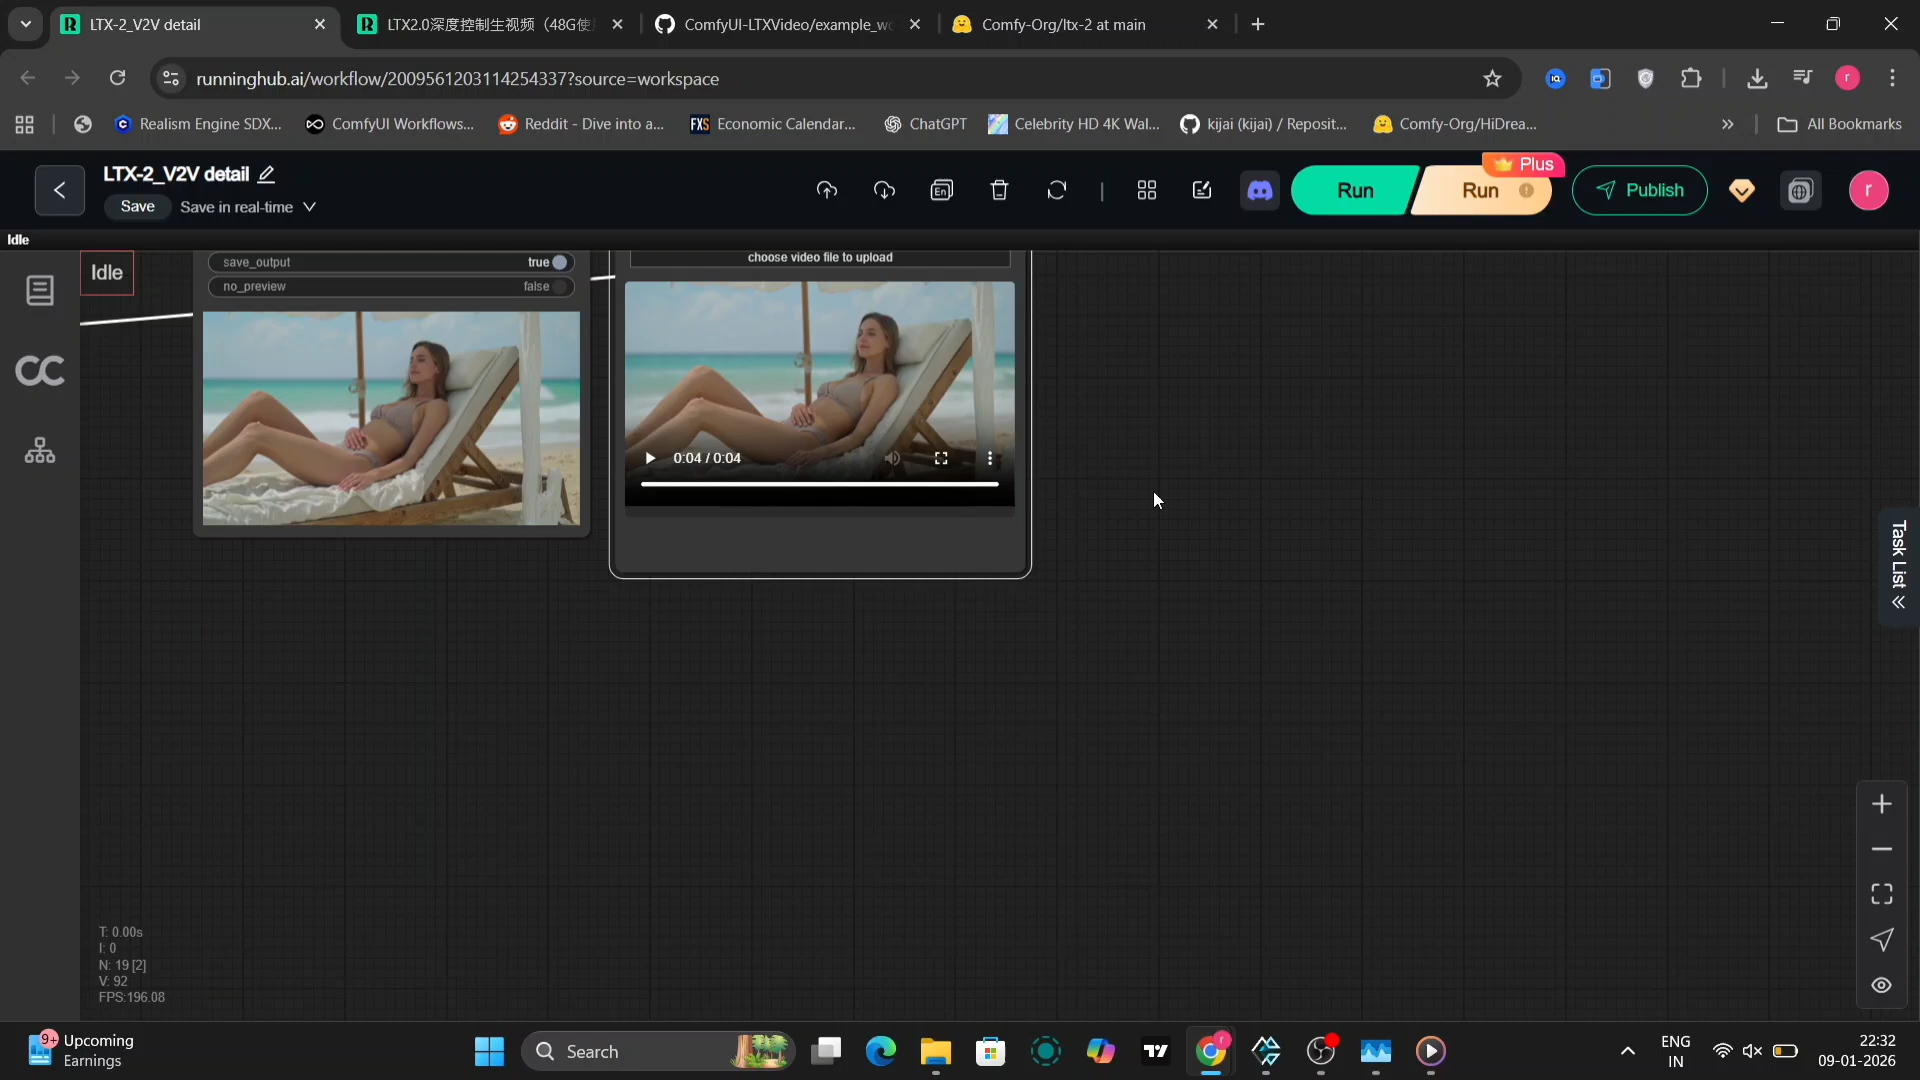 LTX-2_V2V detail
LTX2.0深度控制生视频（48G使
ComfyUI-LTXVideo/example_wo
Comfy-Org/ltx-2 at main
runninghub.ai/workflow/2009561203114254337?source=workspace
Realism Engine SDX...
ComfyUI Workflows...
Reddit - Dive into a...
FXS
Economic Calendar...
ChatGPT
Celebrity HD 4K Wal...
kijai (kijai) / Reposit...
Comfy-Org/HiDrea...
All Bookmarks
LTX-2_V2V detail
Save
Save in real-time
En
Run
Run
Plus
Publish
r
Idle
Idle
save_output
true
no_preview
false
choose video file to upload
0:04 / 0:04
CC
Task List
T: 0.00s
I: 0
N: 19 [2]
V: 92
FPS:196.08
9+
Upcoming
Earnings
Search
ENG
IN
22:32
09-01-2026